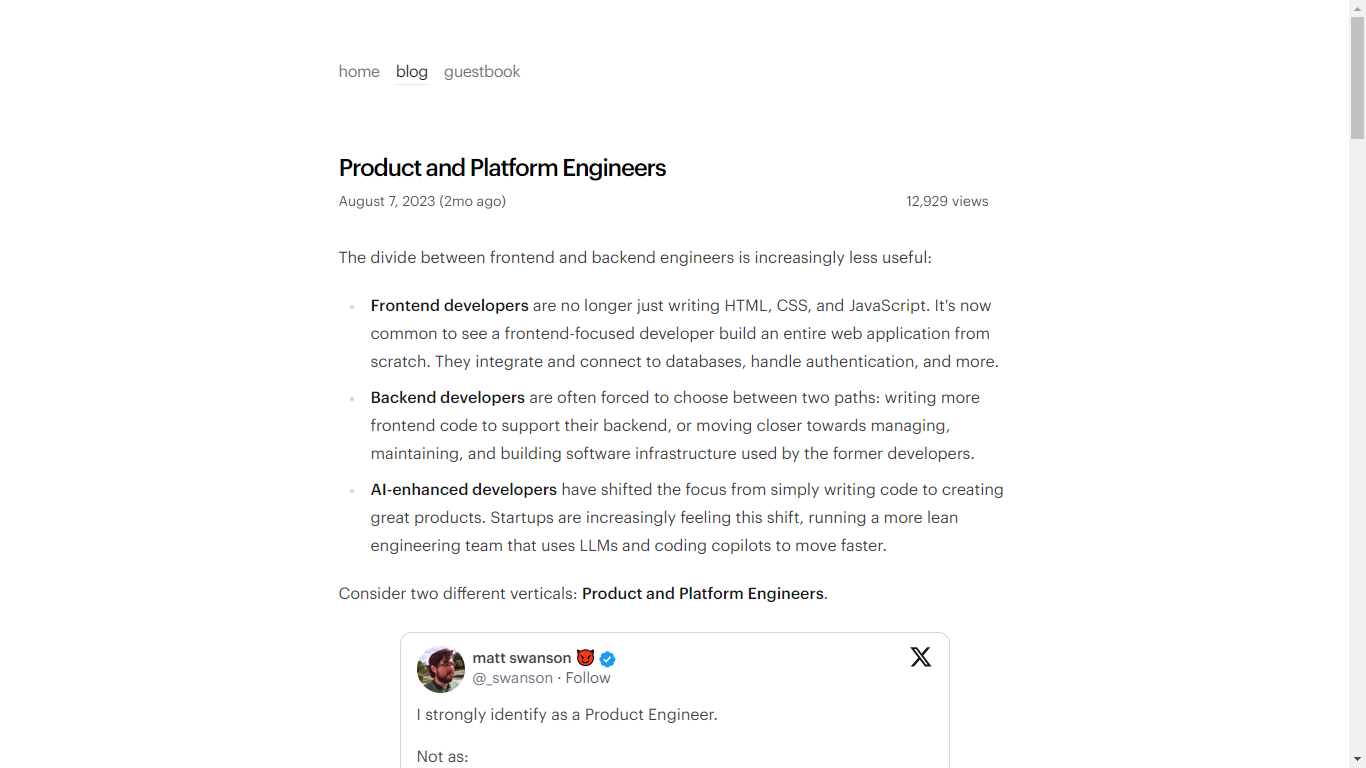 home blog guestbook
Product and Platform Engineers
August 7, 2023 (2mo ago) 12,929 views
The divide between frontend and backend engineers is increasingly less useful:
Frontend developers are no longer just writing HTML, CSS, and JavaScript. It's now
common to see a frontend-focused developer build an entire web application from
scratch. They integrate and connect to databases, handle authentication, and more.
Backend developers are often forced to choose between two paths: writing more
frontend code to support their backend, or moving closer towards managing,
maintaining, and building software infrastructure used by the former developers.
AI-enhanced developers have shifted the focus from simply writing code to creating
great products. Startups are increasingly feeling this shift, running a more lean
engineering team that uses LLMs and coding copilots to move faster.
Consider two different verticals: Product and Platform Engineers.
matt swanson 😈
@_swanson · Follow
I strongly identify as a Product Engineer.
Not as: